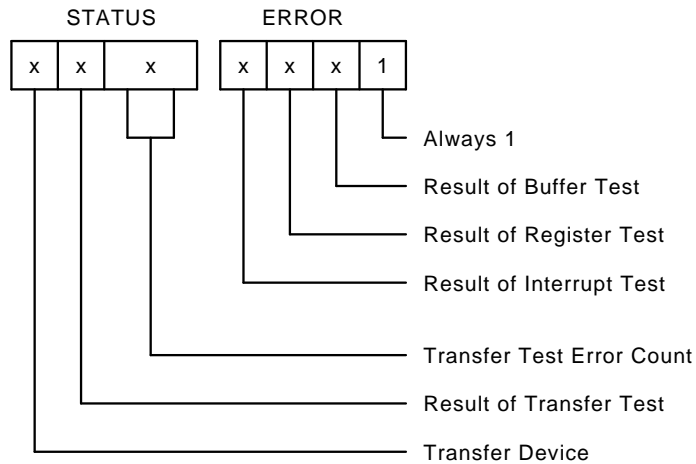 STATUS ERROR
x x x x x x 1
Always 1
Result of Buffer Test
Result of Register Test
Result of Interrupt Test
Transfer Test Error Count
Result of Transfer Test
Transfer Device